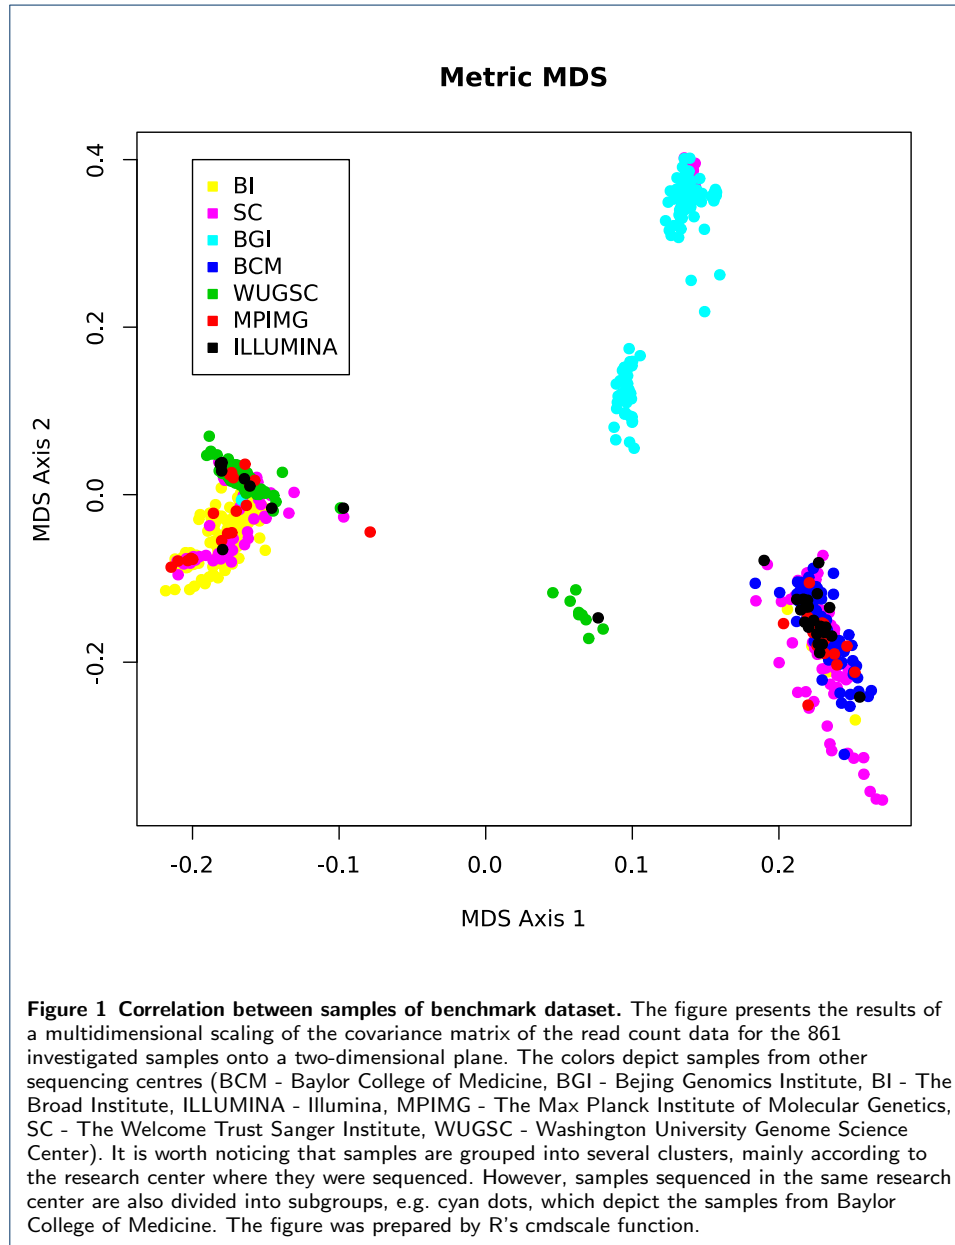 Metric MDS
BI
SC
BGI
BCM
WUGSC
MPIMG
ILLUMINA
0.4
0.2
0.0
-0.2
MDS Axis 2
-0.2 -0.1 0.0 0.1 0.2
MDS Axis 1
Figure 1 Correlation between samples of benchmark dataset. The figure presents the results of
a multidimensional scaling of the covariance matrix of the read count data for the 861
investigated samples onto a two-dimensional plane. The colors depict samples from other
sequencing centres (BCM - Baylor College of Medicine, BGI - Bejing Genomics Institute, BI - The
Broad Institute, ILLUMINA - Illumina, MPIMG - The Max Planck Institute of Molecular Genetics,
SC - The Welcome Trust Sanger Institute, WUGSC - Washington University Genome Science
Center). It is worth noticing that samples are grouped into several clusters, mainly according to
the research center where they were sequenced. However, samples sequenced in the same research
center are also divided into subgroups, e.g. cyan dots, which depict the samples from Baylor
College of Medicine. The figure was prepared by R's cmdscale function.